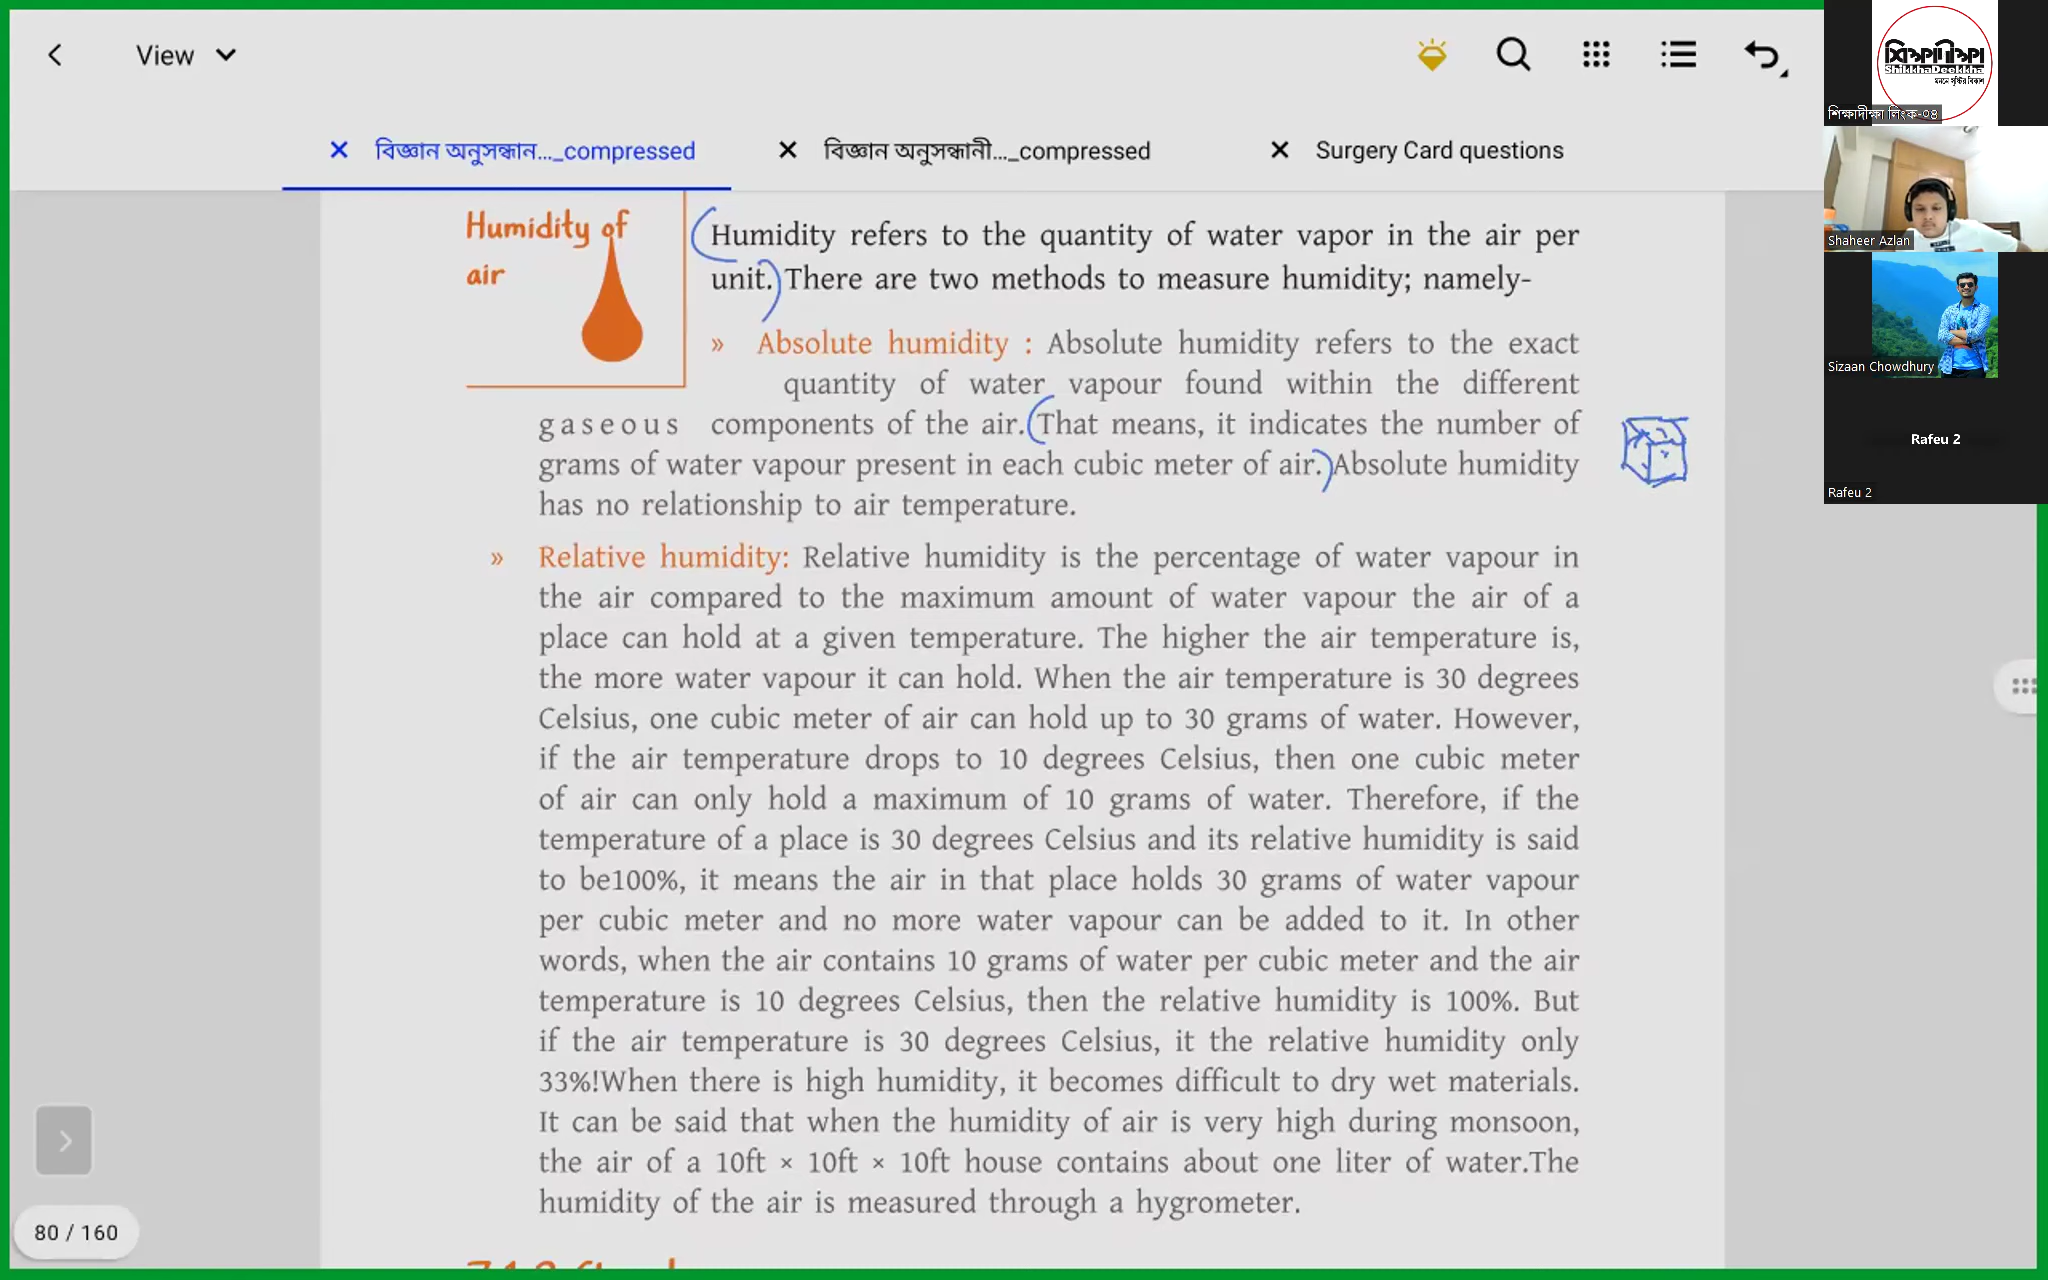 View
বিজ্ঞান অনুসন্ধান..._compressed
বিজ্ঞান অনুসন্ধানী..._compressed
Surgery Card questions
Humidity of
air
Humidity refers to the quantity of water vapor in the air per
unit. There are two methods to measure humidity; namely-
» Absolute humidity : Absolute humidity refers to the exact
quantity of water vapour found within the different
gaseous components of the air. That means, it indicates the number of
grams of water vapour present in each cubic meter of air. Absolute humidity
has no relationship to air temperature.
» Relative humidity: Relative humidity is the percentage of water vapour in
the air compared to the maximum amount of water vapour the air of a
place can hold at a given temperature. The higher the air temperature is,
the more water vapour it can hold. When the air temperature is 30 degrees
Celsius, one cubic meter of air can hold up to 30 grams of water. However,
if the air temperature drops to 10 degrees Celsius, then one cubic meter
of air can only hold a maximum of 10 grams of water. Therefore, if the
temperature of a place is 30 degrees Celsius and its relative humidity is said
to be100%, it means the air in that place holds 30 grams of water vapour
per cubic meter and no more water vapour can be added to it. In other
words, when the air contains 10 grams of water per cubic meter and the air
temperature is 10 degrees Celsius, then the relative humidity is 100%. But
if the air temperature is 30 degrees Celsius, it the relative humidity only
33%!When there is high humidity, it becomes difficult to dry wet materials.
It can be said that when the humidity of air is very high during monsoon,
the air of a 10ft × 10ft × 10ft house contains about one liter of water.The
humidity of the air is measured through a hygrometer.
80 / 160
শিক্ষাদীক্ষা
ShikkhaDeekkha
শিক্ষাদীক্ষা লিংক-০৪
Shaheer Azlan
Sizaan Chowdhury
Rafeu 2
Rafeu 2